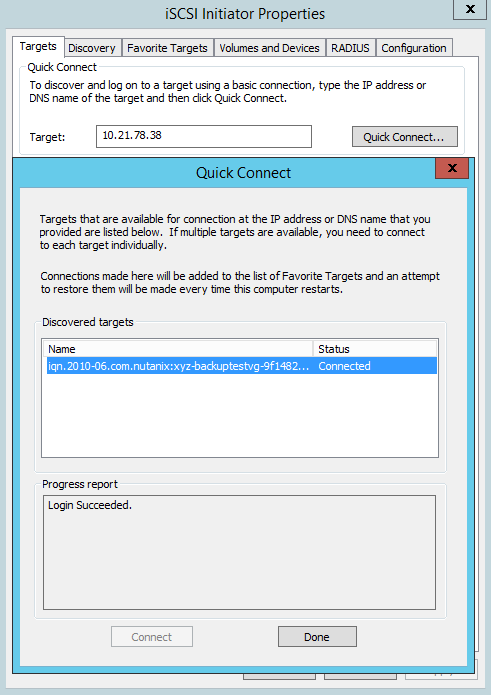 iSCSI Initiator Properties
x
Targets Discovery Favorite Targets Volumes and Devices RADIUS Configuration
Quick Connect
To discover and log on to a target using a basic connection, type the IP address or
DNS name of the target and then click Quick Connect.
Target: 10.21.78.38 Quick Connect...
Quick Connect
x
Targets that are available for connection at the IP address or DNS name that you
provided are listed below. If multiple targets are available, you need to connect
to each target individually.
Connections made here will be added to the list of Favorite Targets and an attempt
to restore them will be made every time this computer restarts.
Discovered targets
Name Status
iqn.2010-06.com.nutanix:xyz-backuptestvg-9f1482... Connected
Progress report
Login Succeeded.
Connect Done